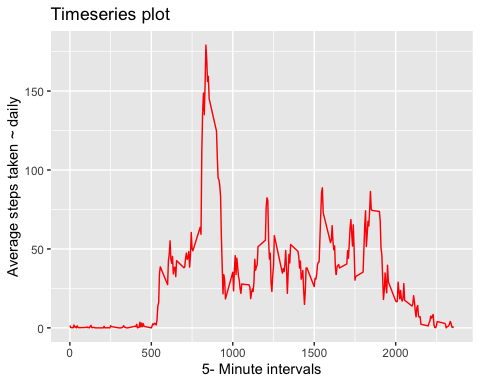 Timeseries plot
Average steps taken ~ daily
150
100
50
0
0 500 1000 1500 2000
5- Minute intervals